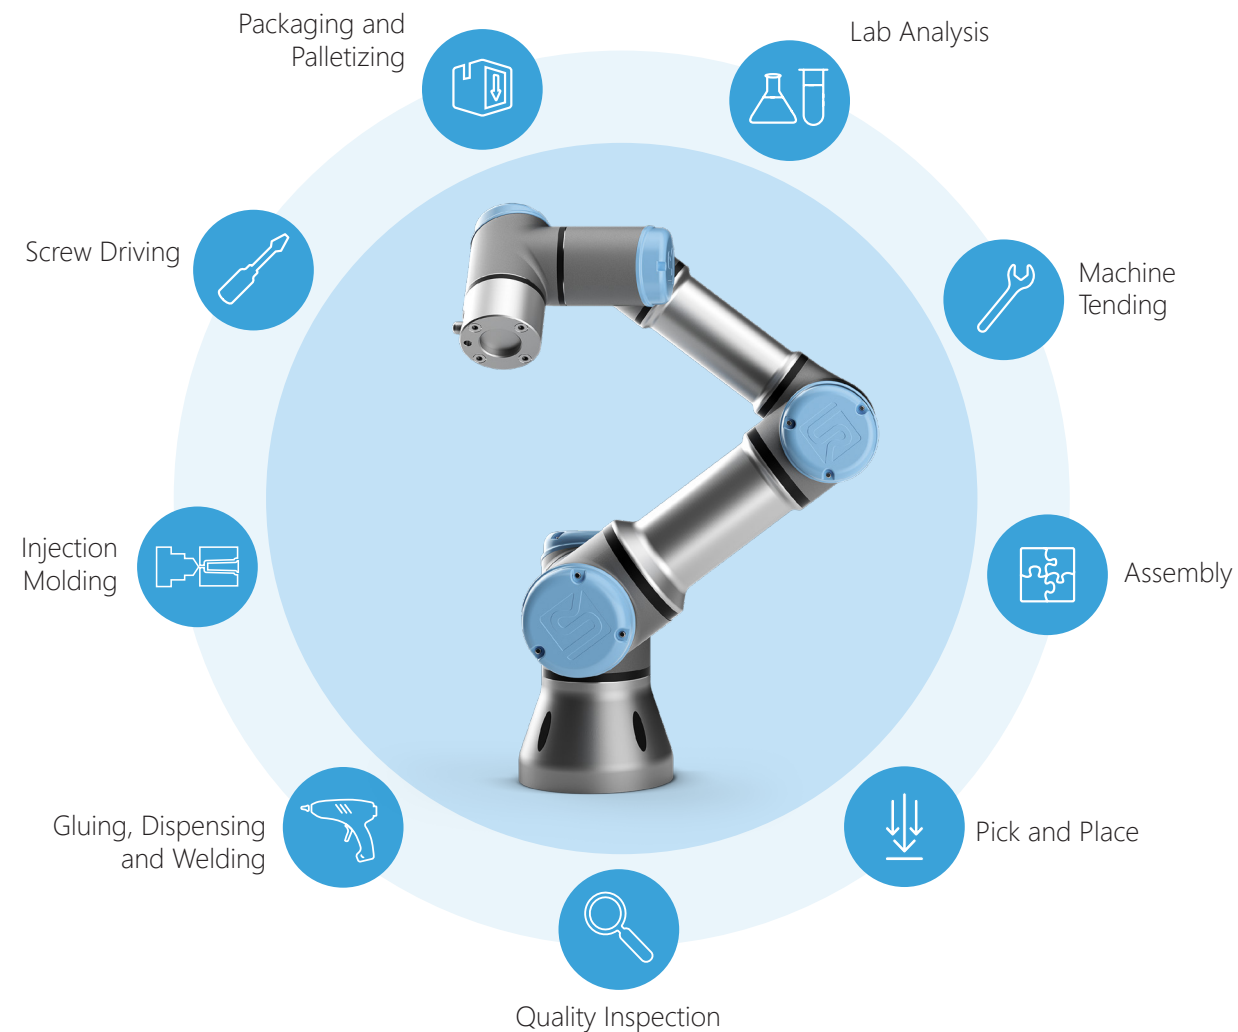 Packaging and
Palletizing
Lab Analysis
Screw Driving
Machine
Tending
Injection
Molding
Assembly
Gluing, Dispensing
and Welding
Pick and Place
Quality Inspection